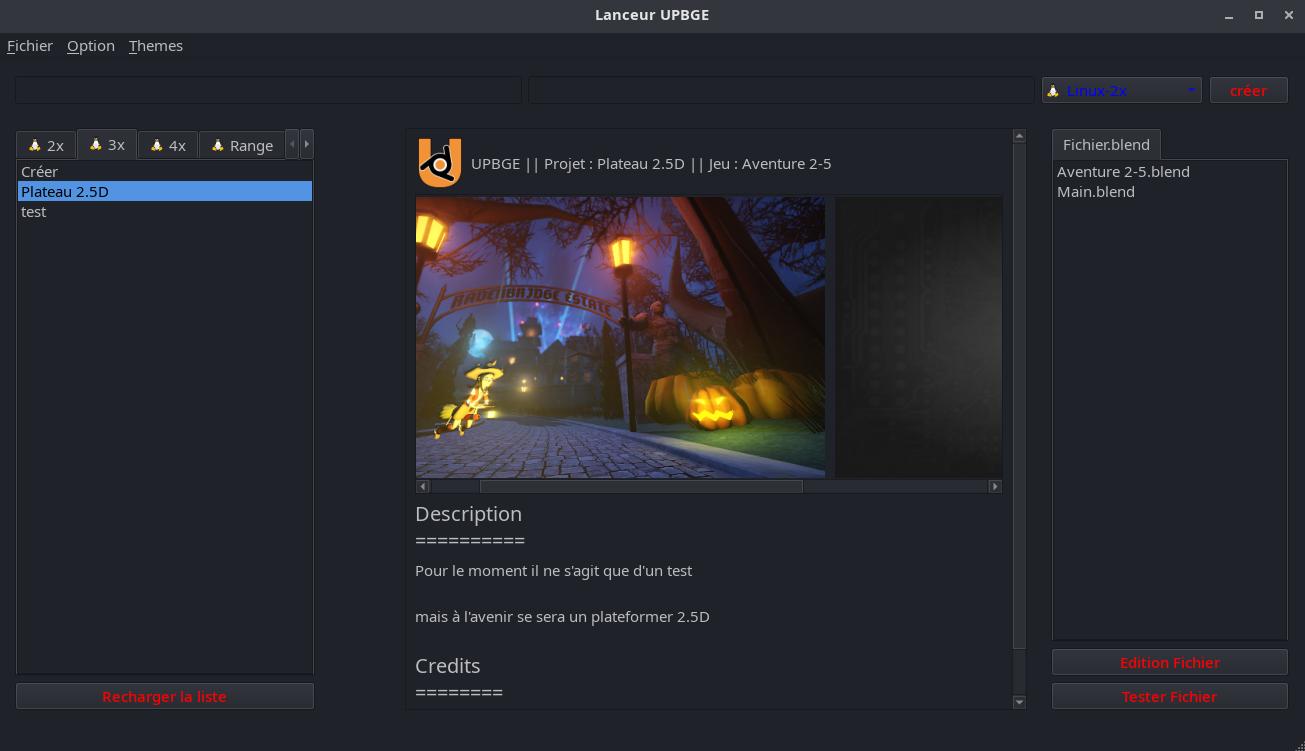 Lanceur UPBGE
Fichier Option Themes
Linux-2x créer
2x 3x 4x Range
Créer
Plateau 2.5D
test
Recharger la liste
UPBGE || Projet : Plateau 2.5D || Jeu : Aventure 2-5
ESTATE
Description
==========
Pour le moment il ne s'agit que d'un test
mais à l'avenir se sera un plateformer 2.5D
Credits
========
Fichier.blend
Aventure 2-5.blend
Main.blend
Edition Fichier
Tester Fichier